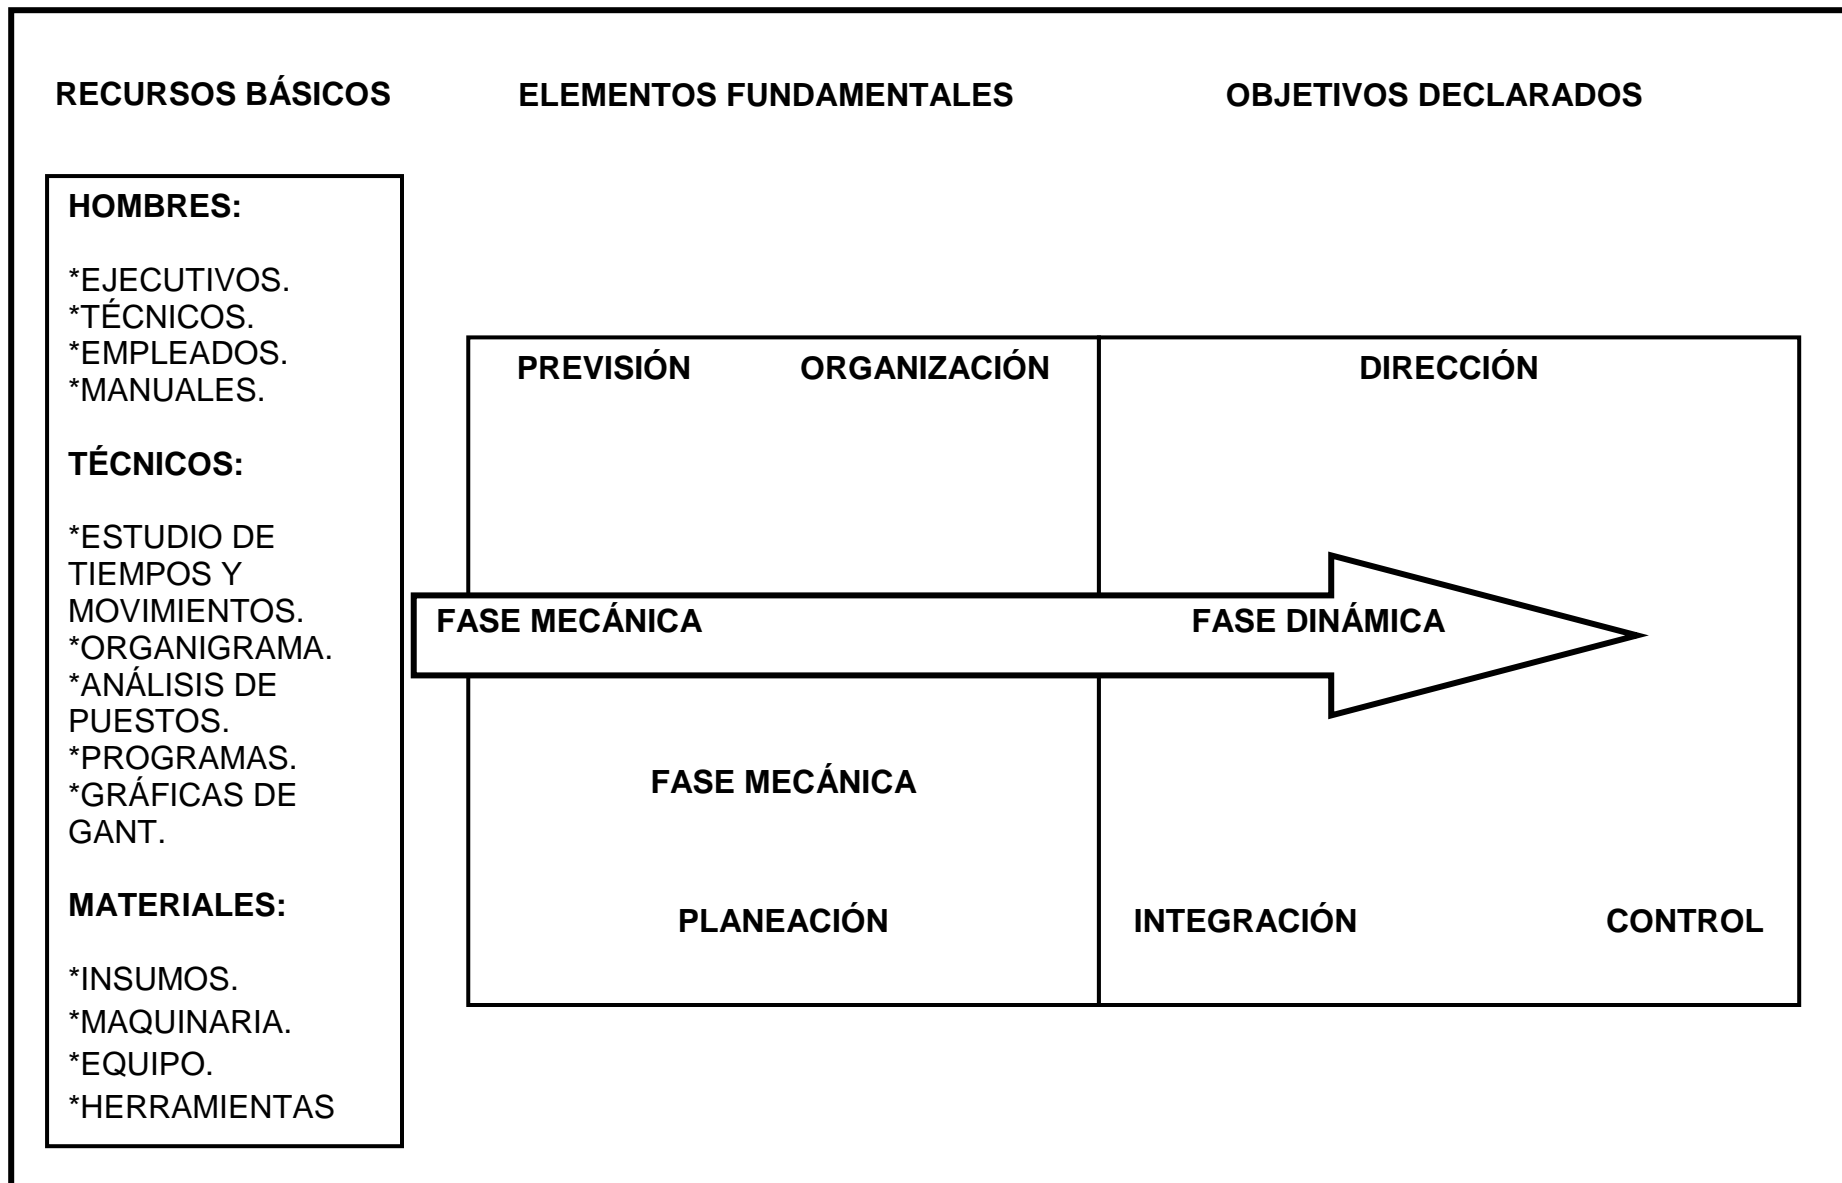 RECURSOS BÁSICOS
ELEMENTOS FUNDAMENTALES
OBJETIVOS DECLARADOS
HOMBRES:
*EJECUTIVOS.
*TÉCNICOS.
*EMPLEADOS.
*MANUALES.
TÉCNICOS:
*ESTUDIO DE
TIEMPOS Y
MOVIMIENTOS.
*ORGANIGRAMA.
*ANÁLISIS DE
PUESTOS.
*PROGRAMAS.
*GRÁFICAS DE
GANT.
MATERIALES:
*INSUMOS.
*MAQUINARIA.
*EQUIPO.
*HERRAMIENTAS
PREVISIÓN
ORGANIZACIÓN
DIRECCIÓN
FASE MECÁNICA
FASE DINÁMICA
FASE MECÁNICA
PLANEACIÓN
INTEGRACIÓN
CONTROL